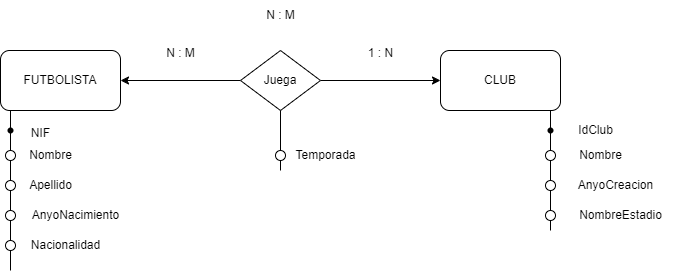 N : M
N : M
1 : N
FUTBOLISTA
Juega
CLUB
NIF
Nombre
Apellido
AnyoNacimiento
Nacionalidad
Temporada
IdClub
Nombre
AnyoCreacion
NombreEstadio